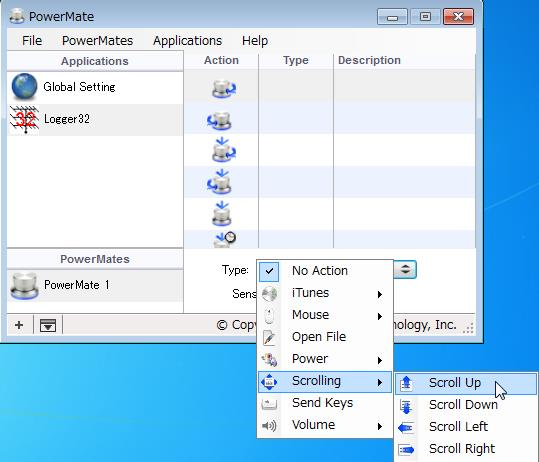 PowerMate
File PowerMates Applications Help
Applications Action Type Description
Global Setting
32 Logger32
PowerMates
PowerMate 1
Type:
Sens
© Copy nology, Inc.
No Action
iTunes
Mouse
Open File
Power
Scrolling
Send Keys
Volume
Scroll Up
Scroll Down
Scroll Left
Scroll Right